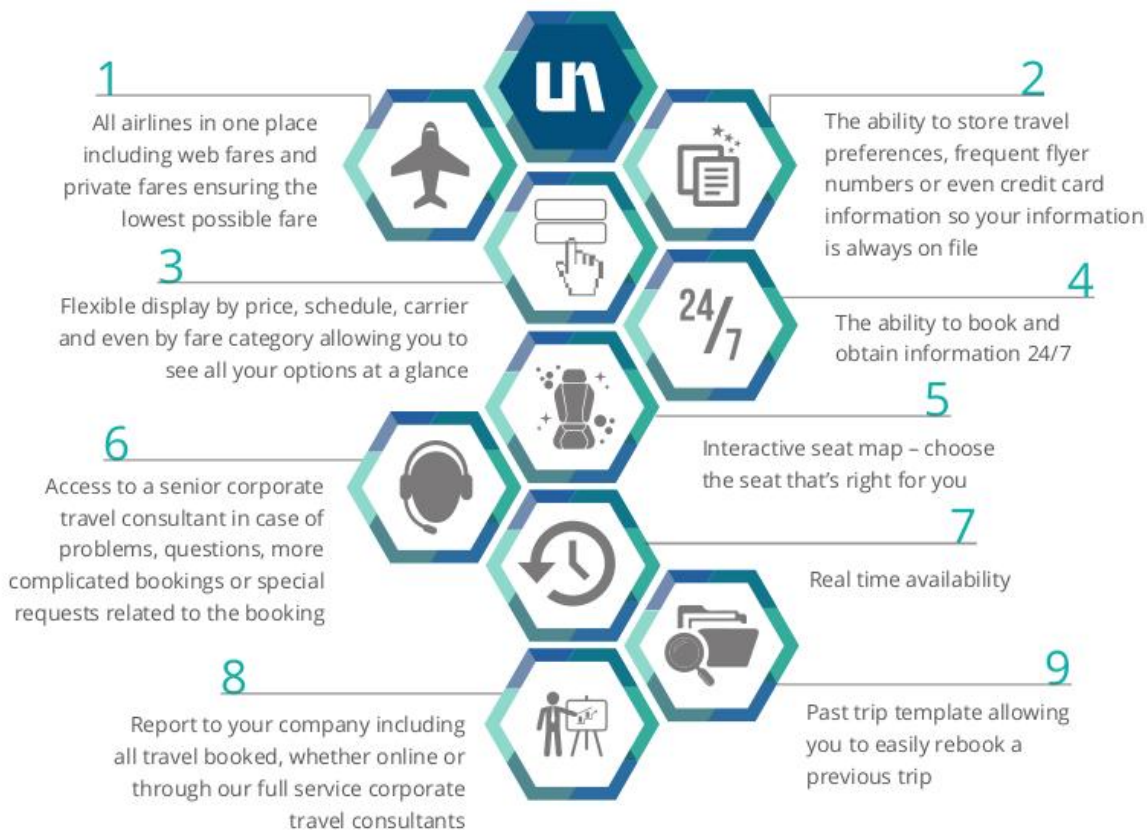 un
1
All airlines in one place
including web fares and
private fares ensuring the
lowest possible fare
2
The ability to store travel
preferences, frequent flyer
numbers or even credit card
information so your information
is always on file
3
Flexible display by price, schedule, carrier
and even by fare category allowing you to
see all your options at a glance
24/7
4
The ability to book and
obtain information 24/7
5
Interactive seat map – choose
the seat that's right for you
6
Access to a senior corporate
travel consultant in case of
problems, questions, more
complicated bookings or special
requests related to the booking
7
Real time availability
8
Report to your company including
all travel booked, whether online or
through our full service corporate
travel consultants
9
Past trip template allowing
you to easily rebook a
previous trip